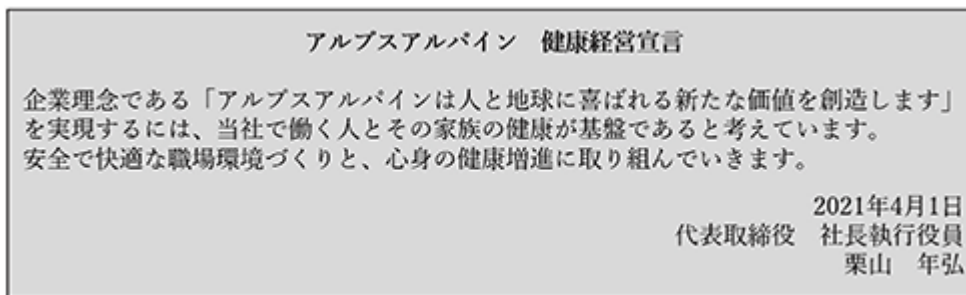 アルプスアルパイン　健康経営宣言
企業理念である「アルプスアルパインは人と地球に喜ばれる新たな価値を創造します」
を実現するには、当社で働く人とその家族の健康が基盤であると考えています。
安全で快適な職場環境づくりと、心身の健康増進に取り組んでいきます。
2021年4月1日
代表取締役　社長執行役員
栗山　年弘